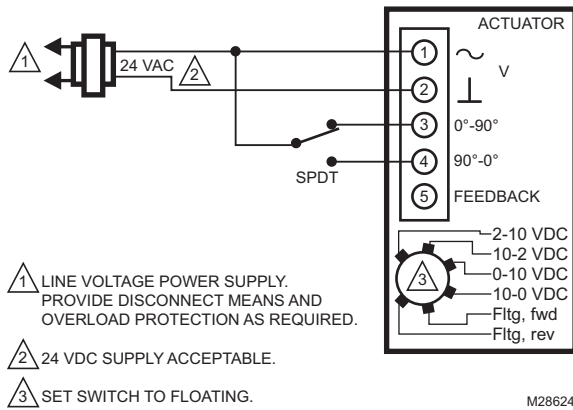 ACTUATOR
1
24 VAC
2
1
V
2
3
0°-90°
SPDT
4
90°-0°
5
FEEDBACK
2-10 VDC
10-2 VDC
0-10 VDC
10-0 VDC
Fltg, fwd
Fltg, rev
3
1 LINE VOLTAGE POWER SUPPLY.
PROVIDE DISCONNECT MEANS AND
OVERLOAD PROTECTION AS REQUIRED.
2 24 VDC SUPPLY ACCEPTABLE.
3 SET SWITCH TO FLOATING.
M28624